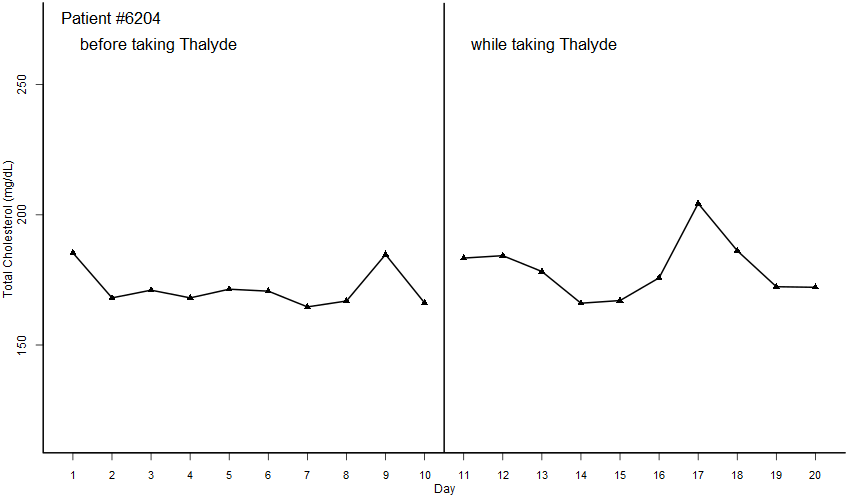 Patient #6204
before taking Thalyde
while taking Thalyde
Total Cholesterol (mg/dL)
250
200
150
1 2 3 4 5 6 7 8 9 10 11 12 13 14 15 16 17 18 19 20
Day